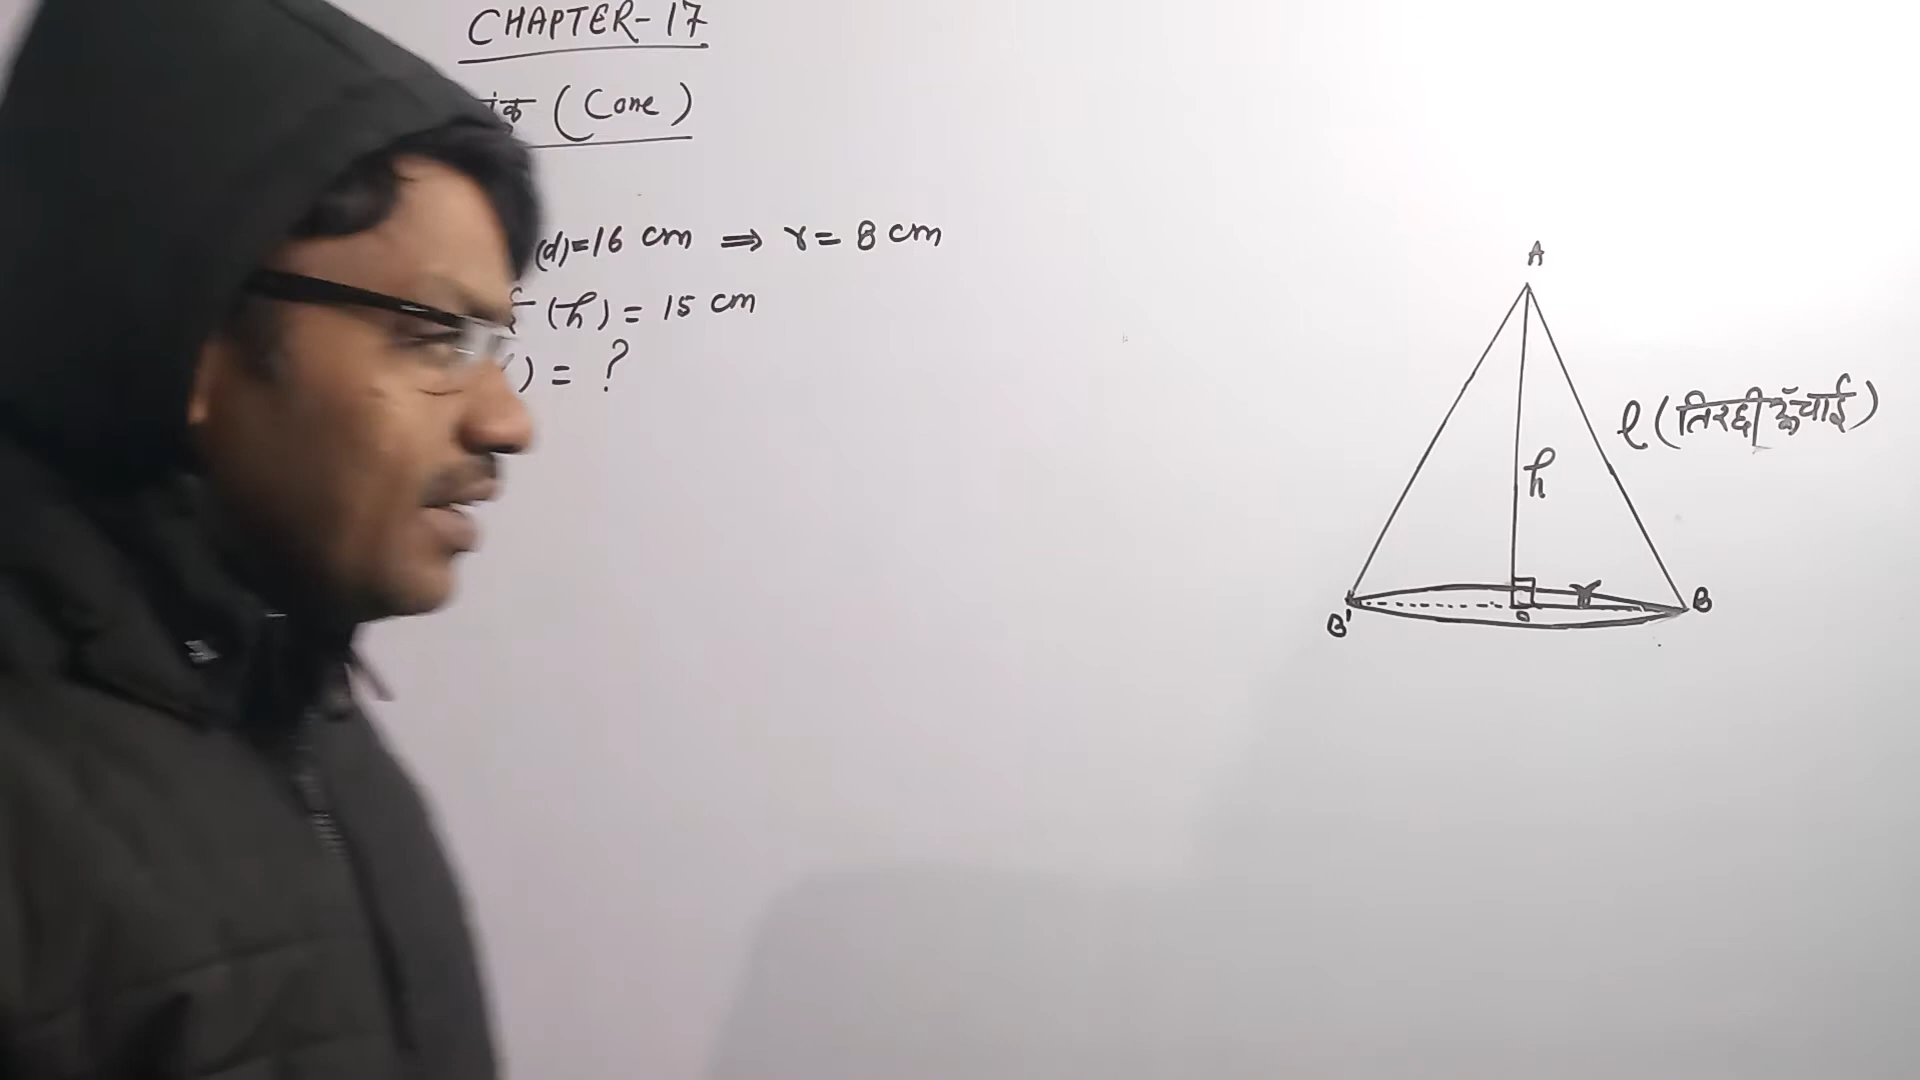 CHAPTER-17
(Cone)
(d)=16 cm ⇒ r = 8 cm
(h) = 15 cm
) = ?
A
l (तिरछी ऊँचाई)
h
r
B' O B